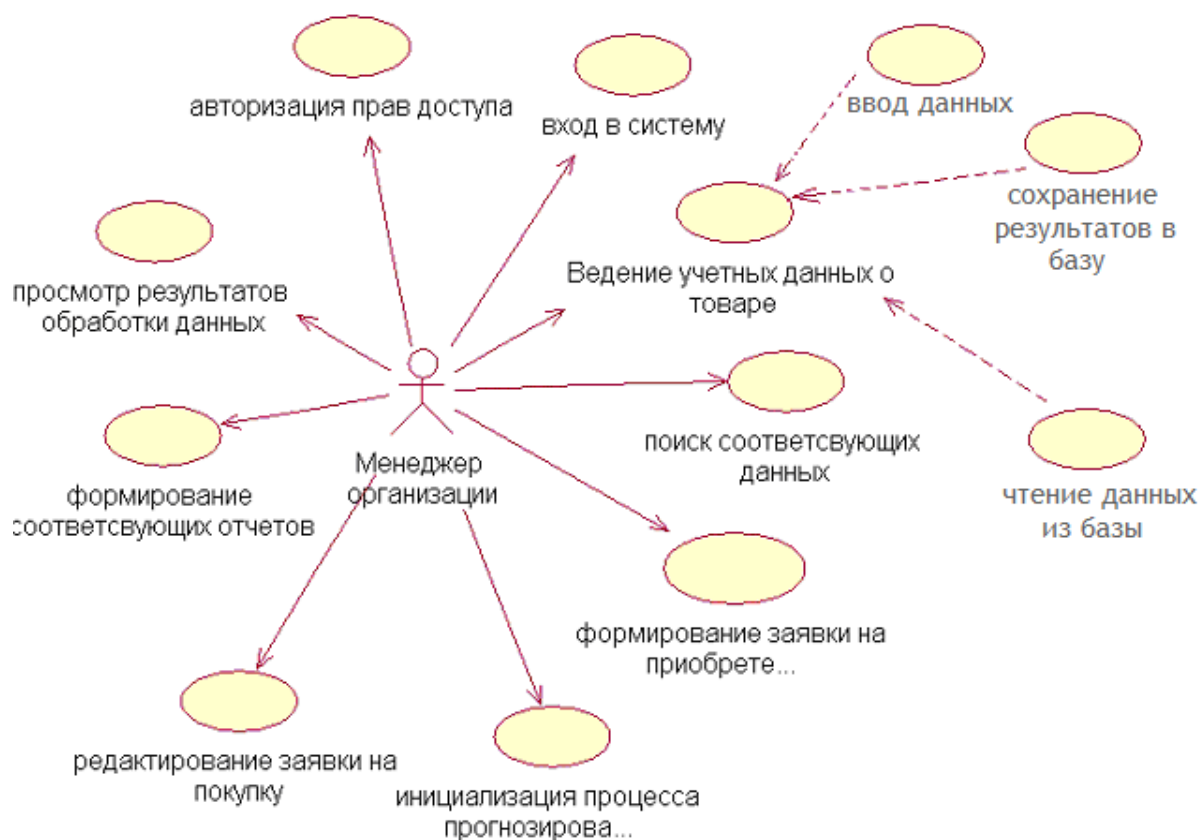 авторизация прав доступа
вход в систему
ввод данных
сохранение
результатов в
базу
просмотр результатов
обработки данных
Ведение учетных данных о
товаре
поиск соответсвующих
данных
Менеджер
организации
формирование
соответсвующих отчетов
чтение данных
из базы
формирование заявки на
приобрете...
редактирование заявки на
покупку
инициализация процесса
прогнозирова...